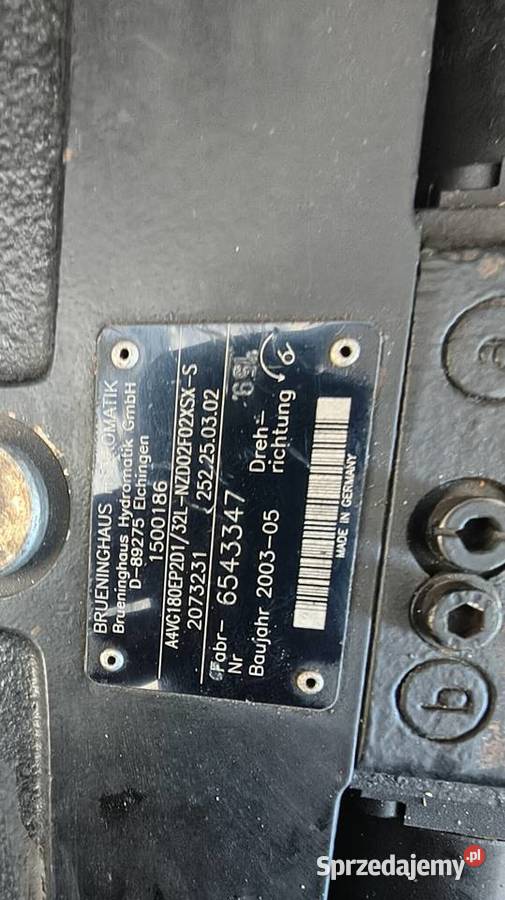 BRUENINGHAUS HYDROMATIK
Brueninghaus Hydromatik GmbH
D-89275 Elchingen
1500186
A4VG180EP2D1/32L-NZD02F02XSX-S
2073231 252.25.03.02
Fabr-Nr 6543347
Baujahr 2003-05
Dreh-
richtung
MADE IN GERMANY
a
b
Sprzedajemy.pl